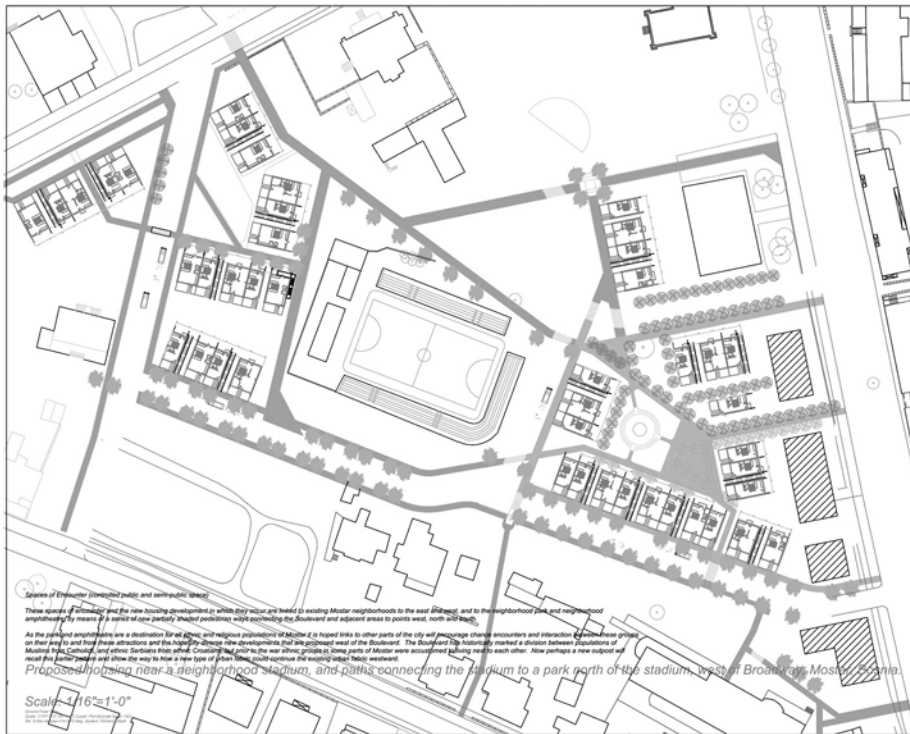 Spaces of Encounter (controlled public and semi-public space)
These spaces of encounter and the new housing development in which they occur are linked to existing Mostar neighborhoods to the east and west, and to the neighborhood park and neighborhood
amphitheater by means of a series of new partially shaded pedestrian ways connecting the Boulevard and adjacent areas to points west, north and south.
As the park and amphitheatre are a destination for all ethnic and religious populations of Mostar it is hoped links to other parts of the city will encourage chance encounters and interaction between these groups
on their way to and from these attractions and the hopefully diverse new developments that are proposed west of the Boulevard. The Boulevard has historically marked a division between populations of
Muslims from Catholics, and ethnic Serbians from ethnic Croatians, but prior to the war ethnic groups in some parts of Mostar were accustomed to living next to each other. Now perhaps a new outpost will
recall this earlier pattern and show the way to how a new type of urban fabric could continue the existing urban fabric westward.
Proposed housing near a neighborhood stadium, and paths connecting the stadium to a park north of the stadium, west of Broadway, Mostar, Bosnia.
Scale: 1/16"=1'-0"